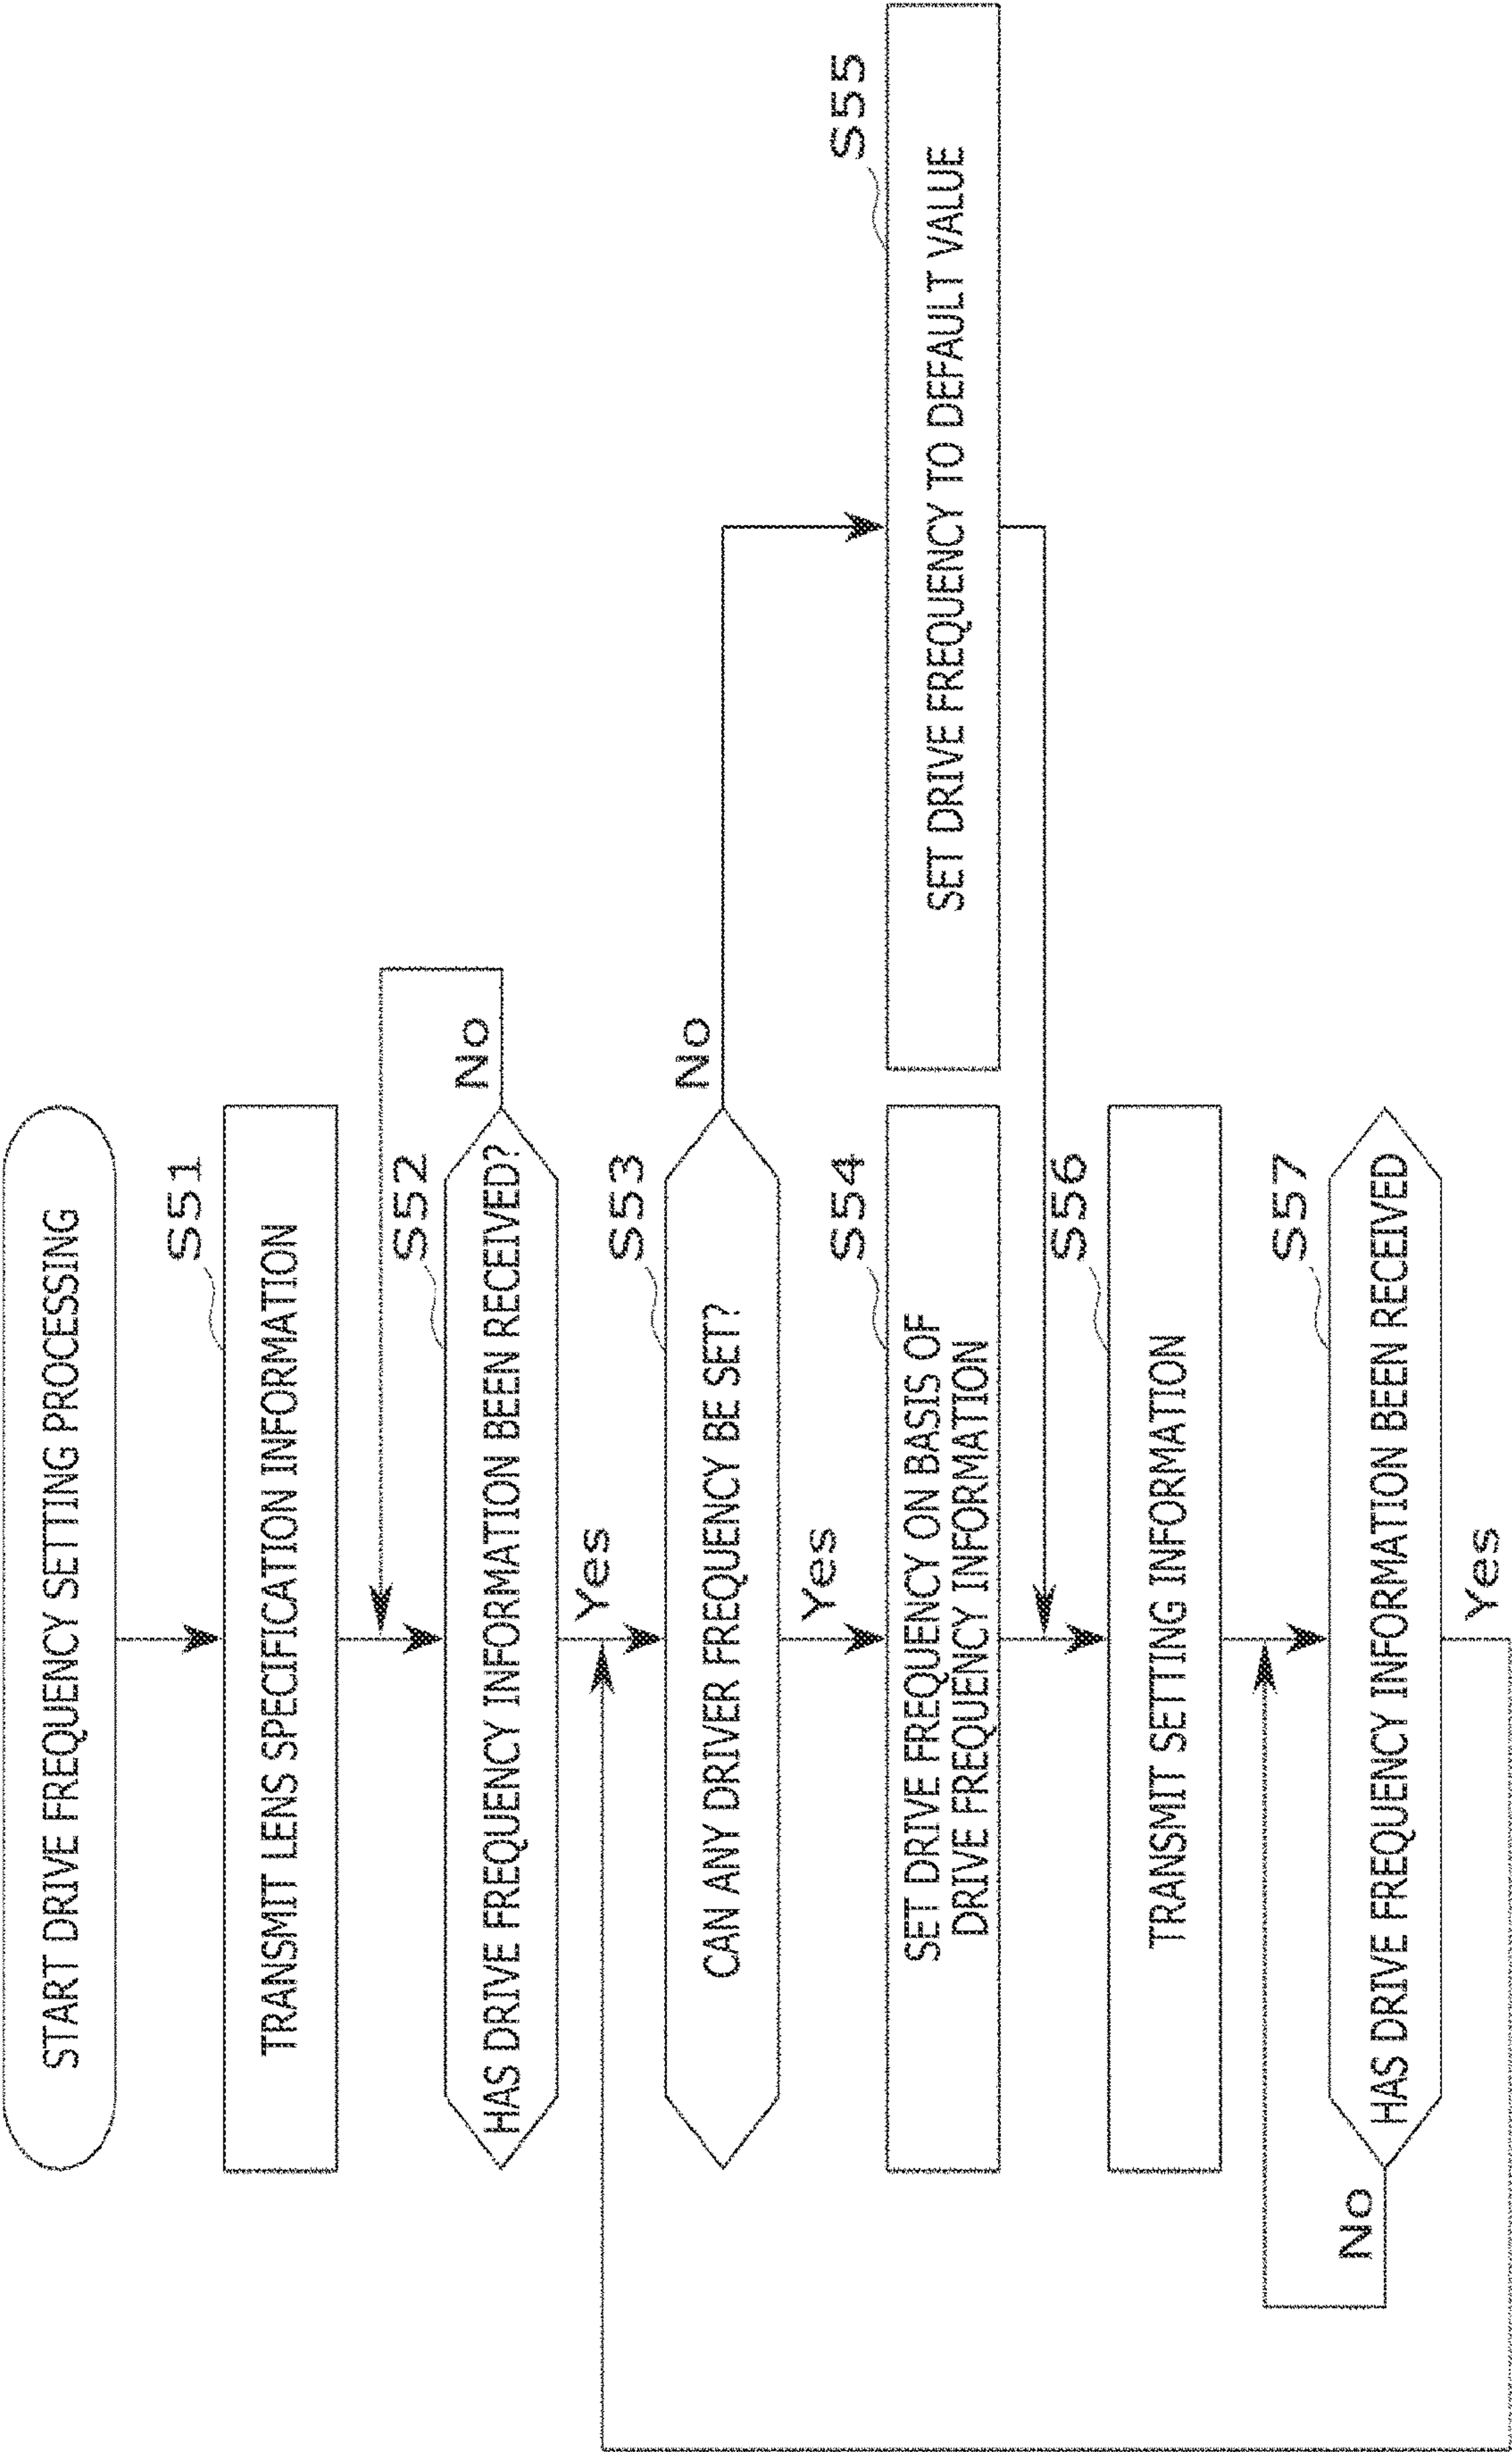 START DRIVE FREQUENCY SETTING PROCESSING
S51
TRANSMIT LENS SPECIFICATION INFORMATION
S52
HAS DRIVE FREQUENCY INFORMATION BEEN RECEIVED?
No
Yes
S53
CAN ANY DRIVER FREQUENCY BE SET?
No
Yes
S54
SET DRIVE FREQUENCY ON BASIS OF
DRIVE FREQUENCY INFORMATION
S55
SET DRIVE FREQUENCY TO DEFAULT VALUE
S56
TRANSMIT SETTING INFORMATION
S57
HAS DRIVE FREQUENCY INFORMATION BEEN RECEIVED
No
Yes